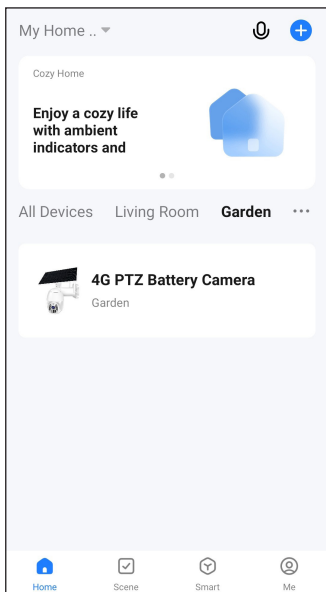 My Home ..
Cozy Home
Enjoy a cozy life
with ambient
indicators and
All Devices Living Room Garden ...
4G PTZ Battery Camera
Garden
Home Scene Smart Me